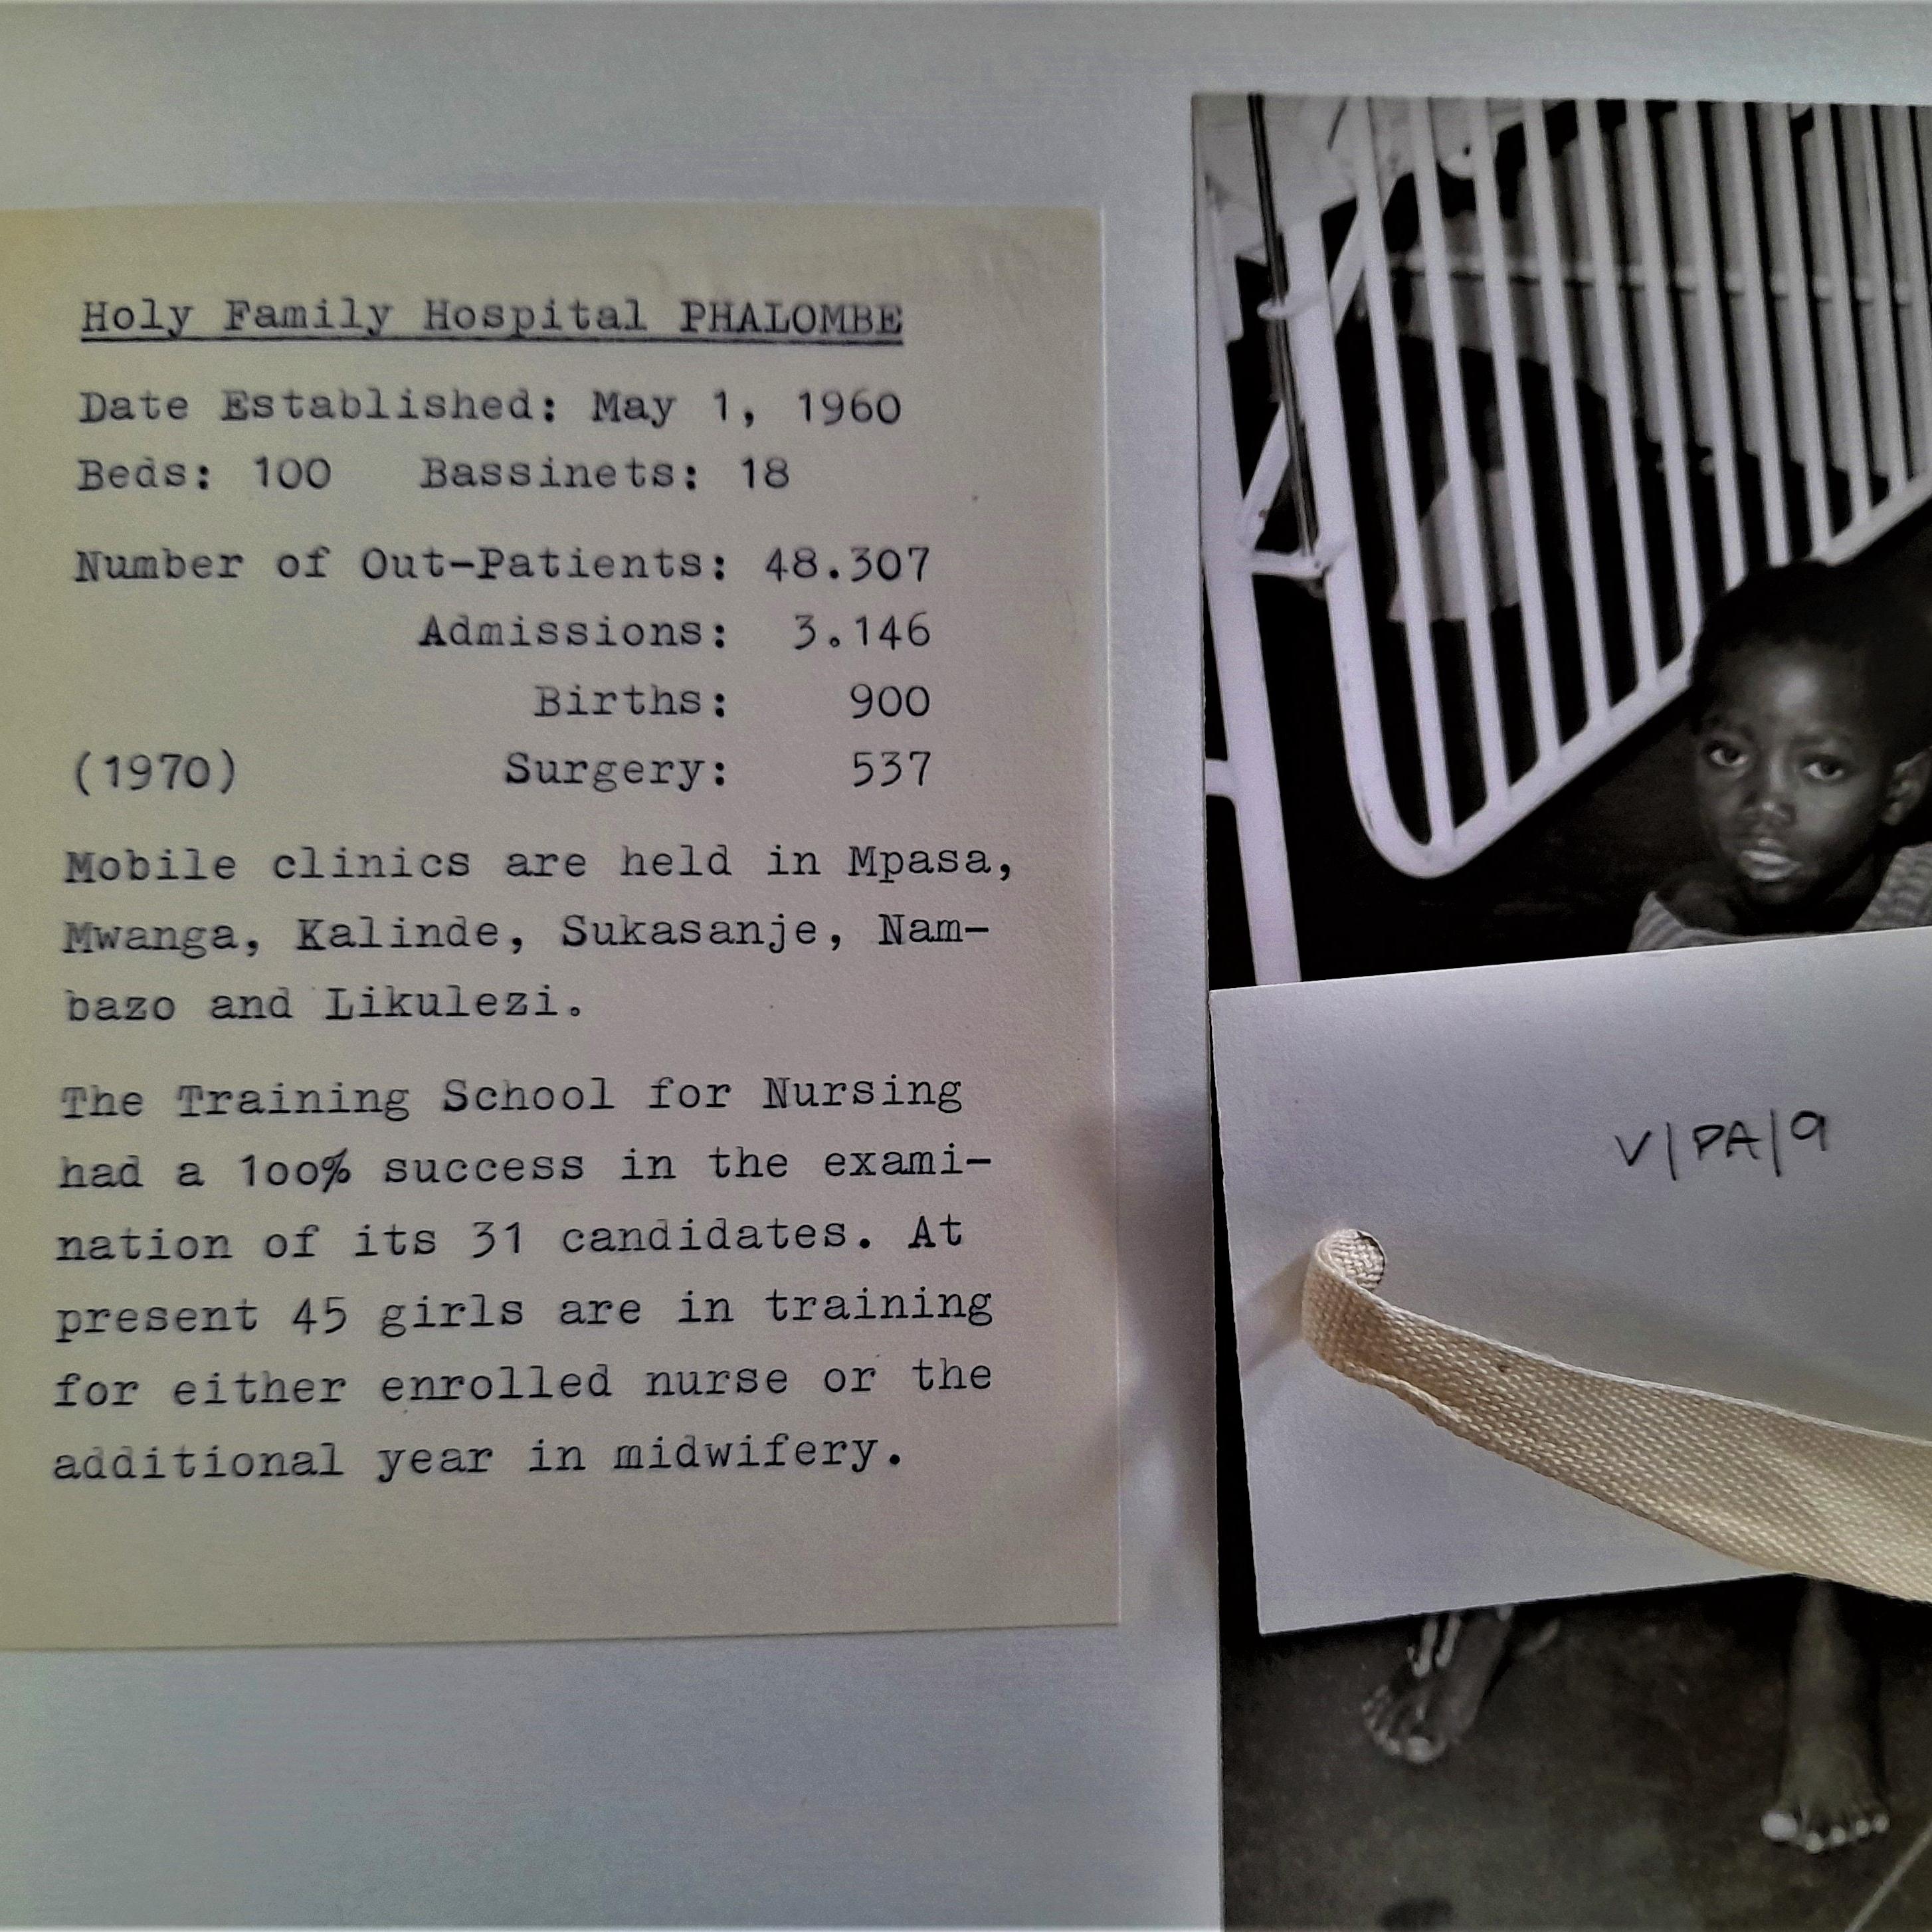 Holy Family Hospital PHALOMBE
Date Established: May 1, 1960
Beds: 100 Bassinets: 18
Number of Out-Patients: 48.307
Admissions: 3.146
Births: 900
(1970) Surgery: 537
Mobile clinics are held in Mpasa,
Mwanga, Kalinde, Sukasanje, Nam-
bazo and Likulezi.
The Training School for Nursing
had a 100% success in the exami-
nation of its 31 candidates. At
present 45 girls are in training
for either enrolled nurse or the
additional year in midwifery.
V|PA|9